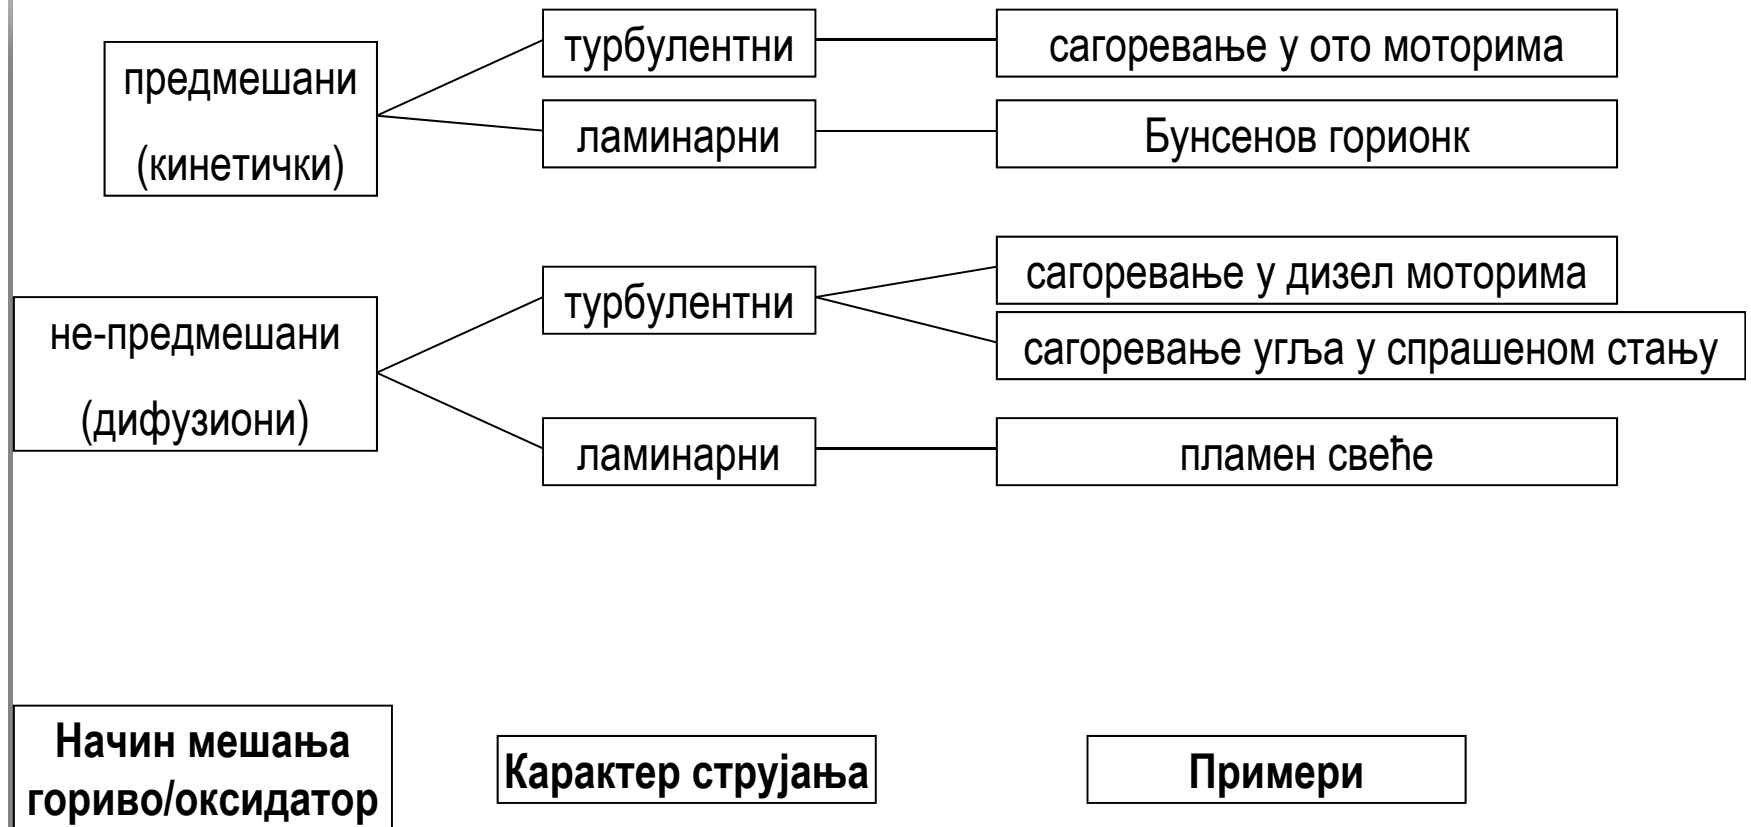 предмешани
(кинетички)
турбулентни
сагоревање у ото моторима
ламинарни
Бунсенов горионк
не-предмешани
(дифузиони)
турбулентни
сагоревање у дизел моторима
сагоревање угља у спрашеном стању
ламинарни
пламен свеће
Начин мешања
гориво/оксидатор
Карактер струјања
Примери